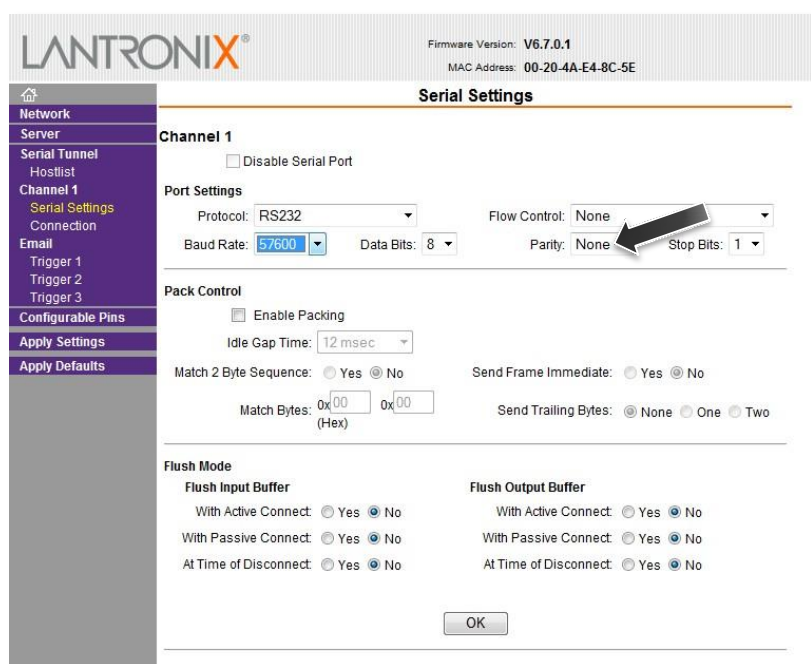 LANTRONIX®
Firmware Version: V6.7.0.1
MAC Address: 00-20-4A-E4-8C-5E
Network
Server
Serial Tunnel
Hostlist
Channel 1
Serial Settings
Connection
Email
Trigger 1
Trigger 2
Trigger 3
Configurable Pins
Apply Settings
Apply Defaults
Serial Settings
Channel 1
Disable Serial Port
Port Settings
Protocol: RS232 Flow Control: None
Baud Rate: 57600 Data Bits: 8 Parity: None Stop Bits: 1
Pack Control
Enable Packing
Idle Gap Time: 12 msec
Match 2 Byte Sequence: Yes No Send Frame Immediate: Yes No
Match Bytes: 0x 00 0x 00 Send Trailing Bytes: None One Two
(Hex)
Flush Mode
Flush Input Buffer Flush Output Buffer
With Active Connect: Yes No With Active Connect: Yes No
With Passive Connect: Yes No With Passive Connect: Yes No
At Time of Disconnect: Yes No At Time of Disconnect: Yes No
OK